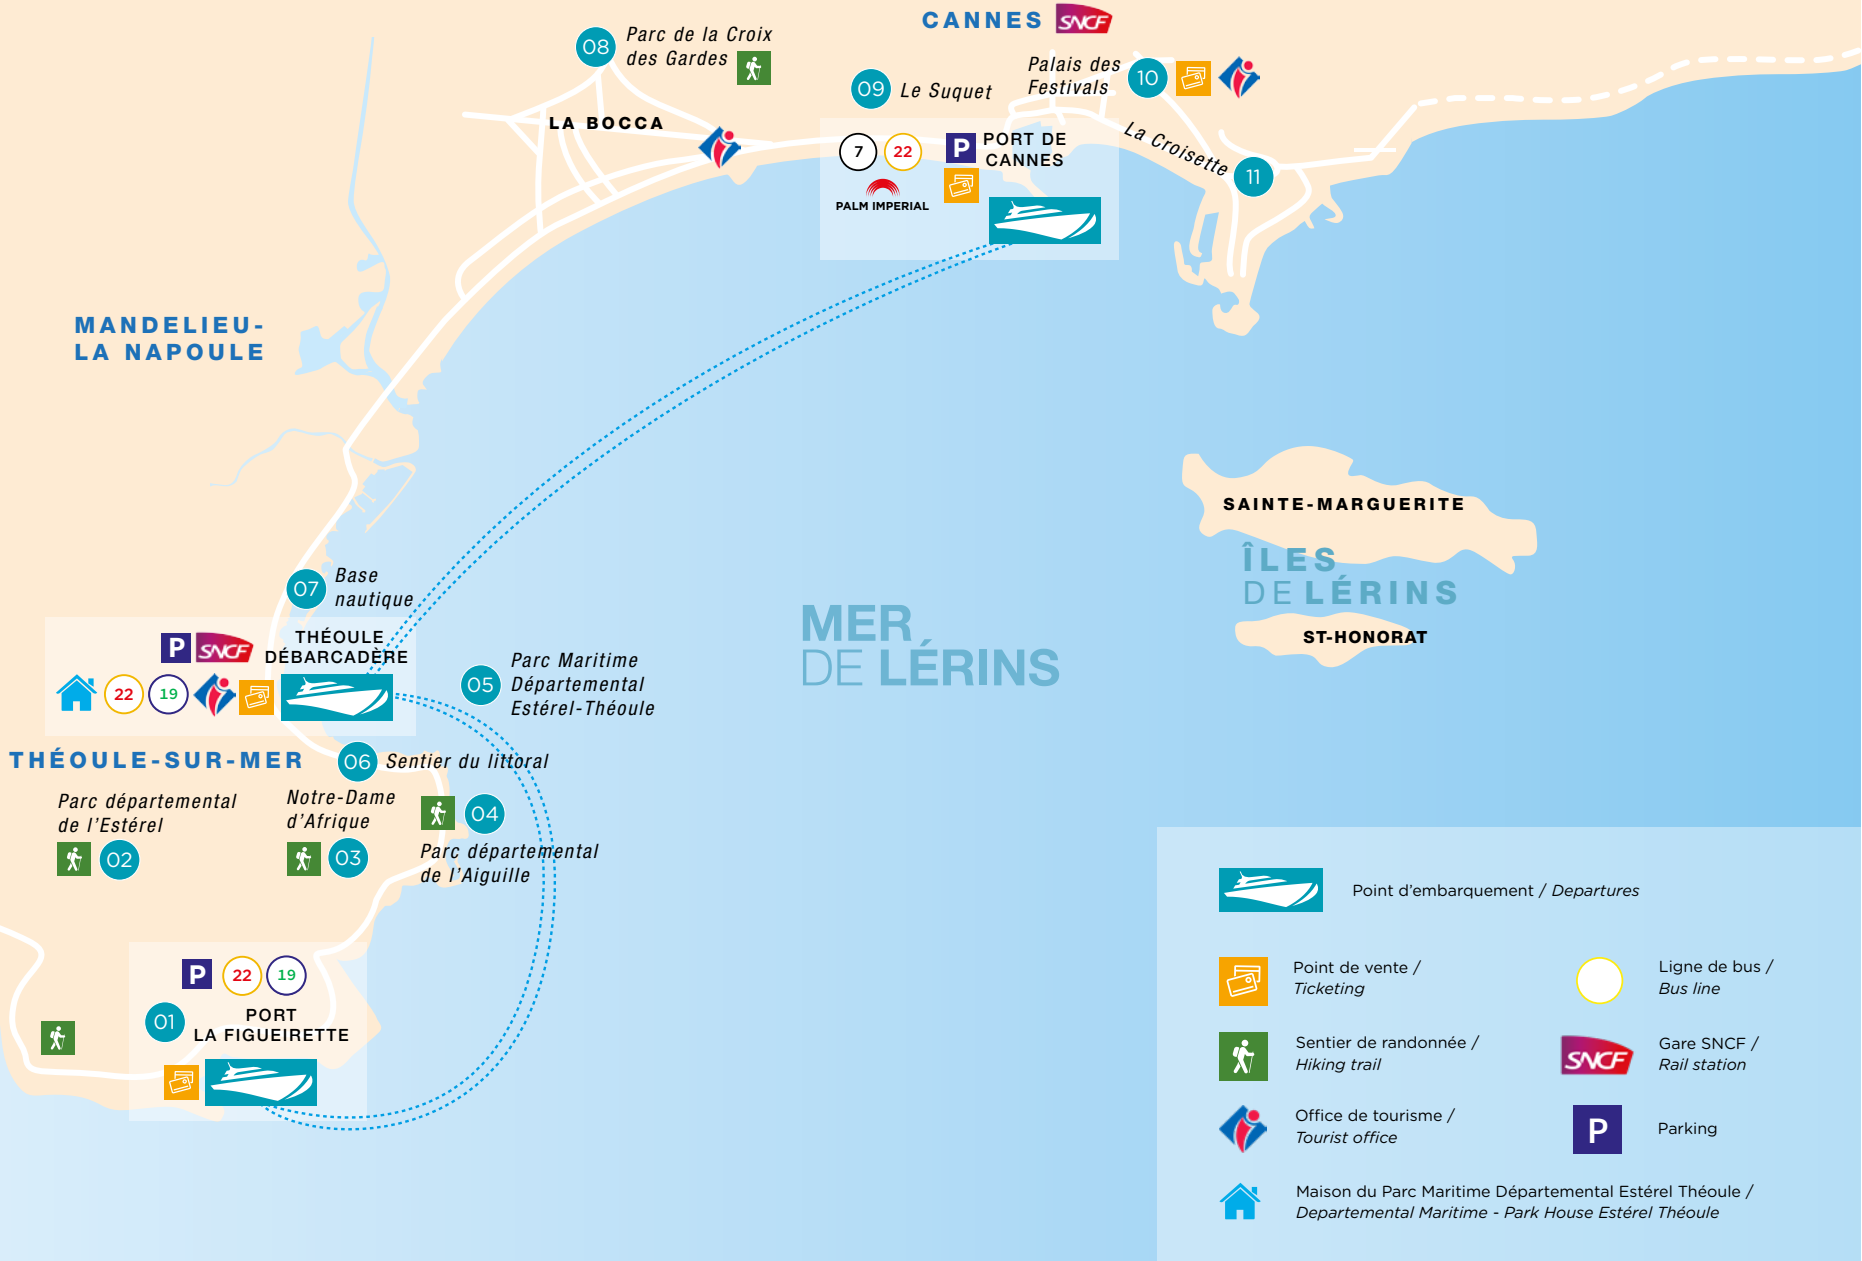 CANNES SNCF
08
Parc de la Croix
des Gardes
09 Le Suquet
Palais des
Festivals
10
LA BOCCA
La Croisette
11
7 22 P PORT DE
CANNES
PALM IMPERIAL
MANDELIEU-
LA NAPOULE
SAINTE-MARGUERITE
ÎLES
DE LÉRINS
ST-HONORAT
MER
DE LÉRINS
07
Base
nautique
P SNCF THÉOULE
DÉBARCADÈRE
22 19
05
Parc Maritime
Départemental
Estérel-Théoule
THÉOULE-SUR-MER
06 Sentier du littoral
Parc départemental
de l'Estérel
02
Notre-Dame
d'Afrique
03
04
Parc départemental
de l'Aiguille
P 22 19
01
PORT
LA FIGUEIRETTE
Point d'embarquement / Departures
Point de vente /
Ticketing
Ligne de bus /
Bus line
Sentier de randonnée /
Hiking trail
SNCF
Gare SNCF /
Rail station
Office de tourisme /
Tourist office
P Parking
Maison du Parc Maritime Départemental Estérel Théoule /
Departemental Maritime - Park House Estérel Théoule